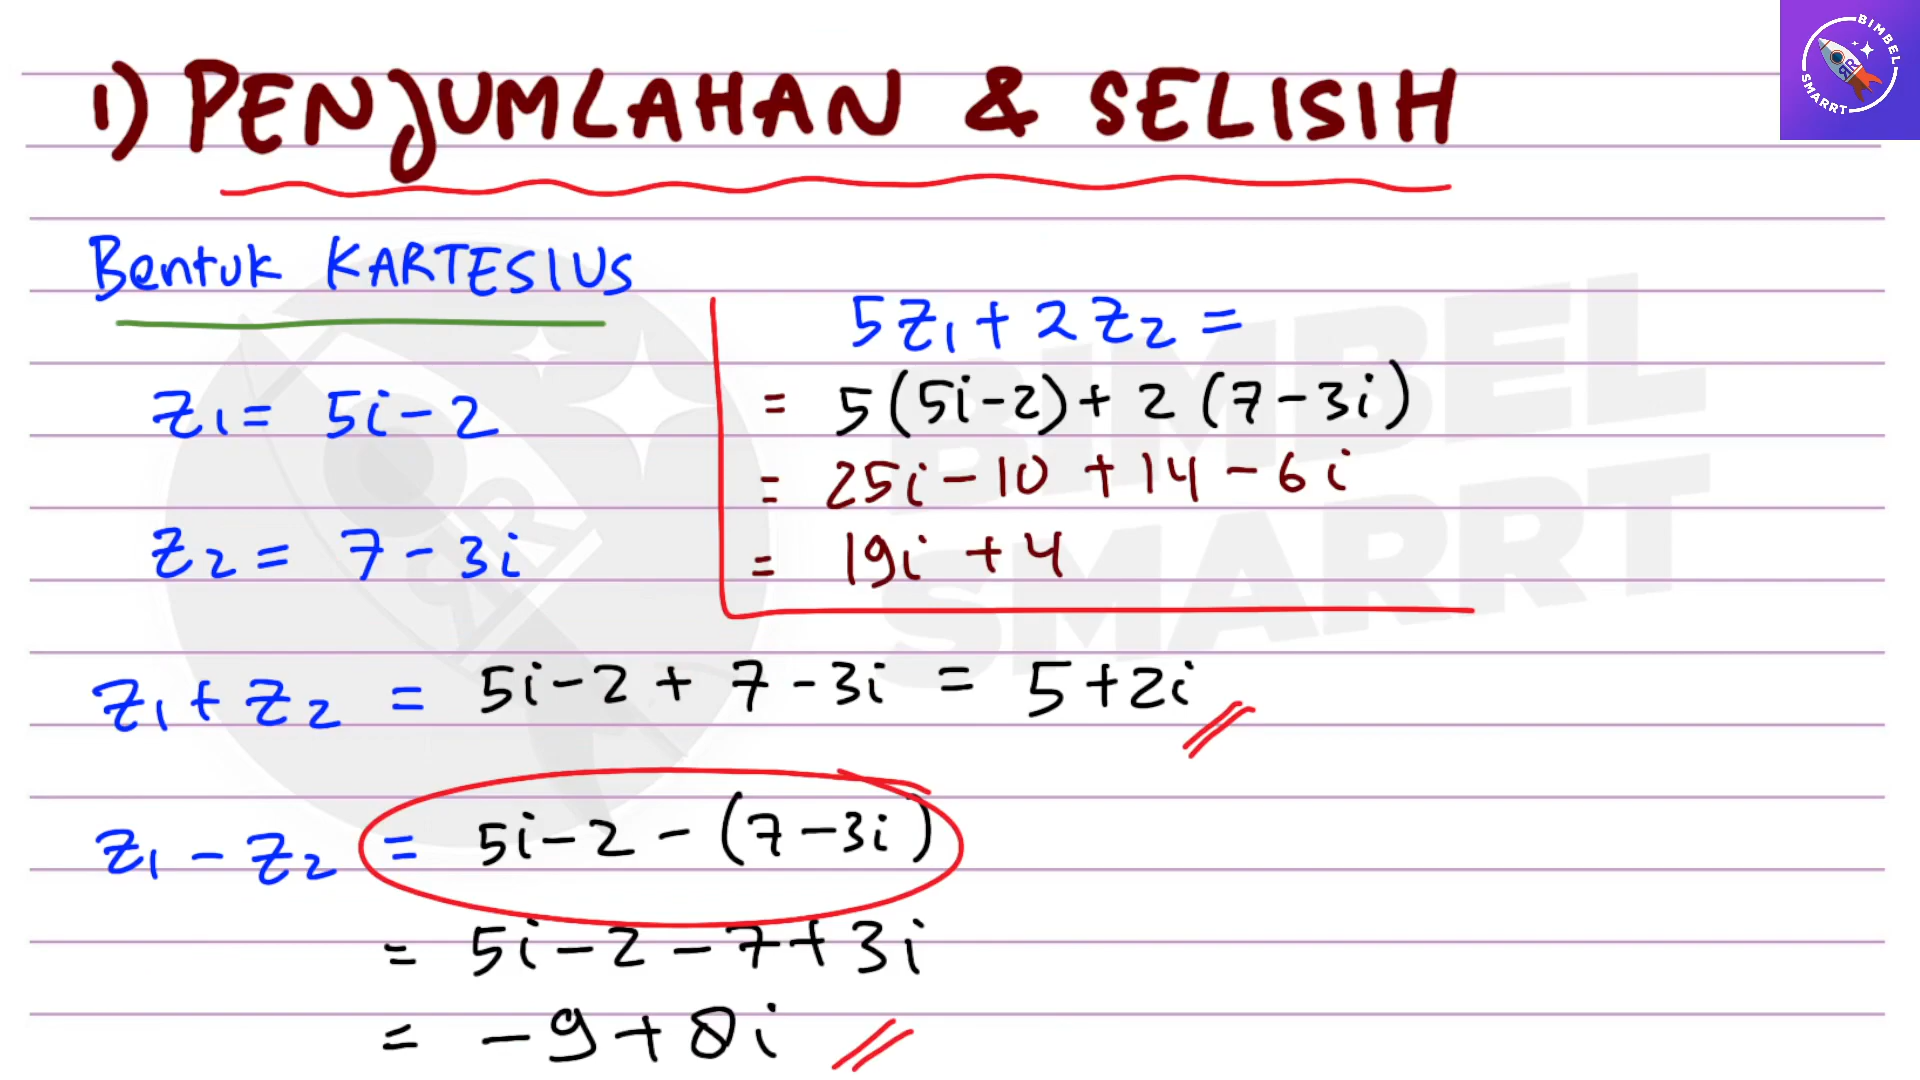 1) PENJUMLAHAN & SELISIH
BIMBEL SMARRT
Bentuk KARTESIUS
z1 = 5i - 2
z2 = 7 - 3i
5z1 + 2z2 =
= 5(5i-2) + 2(7-3i)
= 25i - 10 + 14 - 6i
= 19i + 4
z1 + z2 = 5i - 2 + 7 - 3i = 5 + 2i
z1 - z2 = 5i - 2 - (7 - 3i)
= 5i - 2 - 7 + 3i
= -9 + 8i
BIMBEL
SMARRT